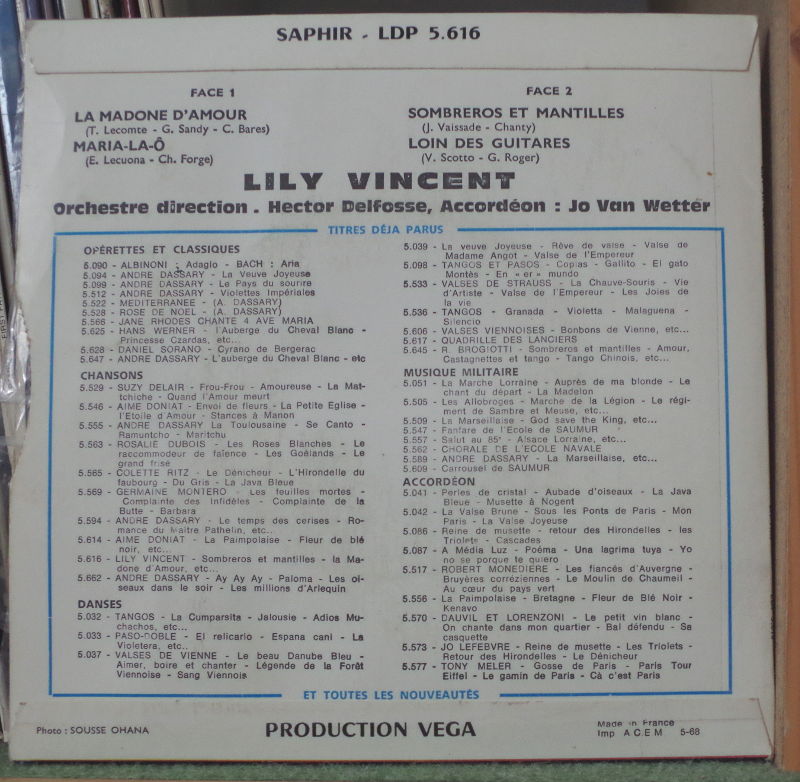 SAPHIR - LDP 5.616
FACE 1
LA MADONE D'AMOUR
(T. Lecomte - G. Sandy - C. Bares)
MARIA-LA-Ô
(E. Lecuona - Ch. Forge)
FACE 2
SOMBREROS ET MANTILLES
(J. Vaissade - Chanty)
LOIN DES GUITARES
(V. Scotto - G. Roger)
LILY VINCENT
Orchestre direction . Hector Delfosse, Accordéon : Jo Van Wetter
TITRES DÉJA PARUS
OPÉRETTES ET CLASSIQUES
5.090 - ALBINONI : Adagio - BACH : Aria
5.094 - ANDRE DASSARY - La Veuve Joyeuse
5.099 - ANDRE DASSARY - Le Pays du sourire
5.512 - ANDRE DASSARY - Violettes Impériales
5.522 - MEDITERRANEE - (A. DASSARY)
5.528 - ROSE DE NOEL - (A. DASSARY)
5.566 - JANE RHODES CHANTE 4 AVE MARIA
5.625 - HANS WERNER - l'Auberge du Cheval Blanc -
Princesse Czardas, etc...
5.628 - DANIEL SORANO - Cyrano de Bergerac
5.647 - ANDRE DASSARY - L'auberge du Cheval Blanc - etc
CHANSONS
5.529 - SUZY DELAIR - Frou-Frou - Amoureuse - La Mat-
tchiche - Quand l'Amour meurt
5.546 - AIME DONIAT - Envoi de fleurs - La Petite Eglise -
l'Etoile d'Amour - Stances à Manon
5.555 - ANDRE DASSARY La Toulousaine - Se Canto -
Ramuntcho - Maritchu
5.563 - ROSALIE DUBOIS - Les Roses Blanches - Le
raccommodeur de faïence - Les Goélands - Le
grand frisé
5.565 - COLETTE RITZ - Le Dénicheur - L'Hirondelle du
faubourg - Du Gris - La Java Bleue
5.569 - GERMAINE MONTERO - Les feuilles mortes -
Complainte des Infidèles - Complainte de la
Butte - Barbara
5.594 - ANDRE DASSARY - Le temps des cerises - Ro-
mance du Maître Pathelin, etc...
5.614 - AIME DONIAT - La Paimpolaise - Fleur de blé
noir, etc...
5.616 - LILY VINCENT - Sombreros et mantilles - la Ma-
done d'Amour, etc...
5.662 - ANDRE DASSARY - Ay Ay Ay - Paloma - Les oi-
seaux dans le soir - Les millions d'Arlequin
DANSES
5.032 - TANGOS - La Cumparsita - Jalousie - Adios Mu-
chachos, etc...
5.033 - PASO-DOBLE - El relicario - Espana cani - La
Violetera, etc..
5.037 - VALSES DE VIENNE - Le beau Danube Bleu -
Aimer, boire et chanter - Légende de la Forêt
Viennoise - Sang Viennois
5.039 - La veuve Joyeuse - Rêve de valse - Valse de
Madame Angot - Valse de l'Empereur
5.098 - TANGOS ET PASOS - Copias - Gallito - El gato
Montès - En « er » mundo
5.533 - VALSES DE STRAUSS - La Chauve-Souris - Vie
d'Artiste - Valse de l'Empereur - Les Joies de
la vie
5.536 - TANGOS - Granada - Violetta - Malaguena -
Silencio
5.606 - VALSES VIENNOISES - Bonbons de Vienne, etc...
5.617 - QUADRILLE DES LANCIERS
5.645 - R. BROGIOTTI - Sombreros et mantilles - Amour,
Castagnettes et tango - Tango Chinois, etc...
MUSIQUE MILITAIRE
5.051 - La Marche Lorraine - Auprès de ma blonde - Le
chant du départ - La Madelon
5.505 - Les Allobroges - Marche de la Légion - Le régi-
ment de Sambre et Meuse, etc...
5.509 - La Marseillaise - God save the King, etc...
5.547 - Fanfare de l'Ecole de SAUMUR
5.557 - Salut au 85e - Alsace Lorraine, etc...
5.562 - CHORALE DE L'ECOLE NAVALE
5.589 - ANDRE DASSARY - La Marseillaise, etc...
5.609 - Carrousel de SAUMUR
ACCORDÉON
5.041 - Perles de cristal - Aubade d'oiseaux - La Java
Bleue - Musette à Nogent
5.042 - La Valse Brune - Sous les Ponts de Paris - Mon
Paris - La Valse Joyeuse
5.086 - Reine de musette - retour des Hirondelles - les
Triolets - Cascades
5.087 - A Média Luz - Poéma - Una lagrima tuya - Yo
no se porque te quiero
5.517 - ROBERT MONEDIERE - Les fiancés d'Auvergne -
Bruyères corréziennes - Le Moulin de Chaumeil -
Au cœur du pays vert
5.556 - La Paimpolaise - Bretagne - Fleur de Blé Noir -
Kenavo
5.570 - DAUVIL ET LORENZONI - Le petit vin blanc -
On chante dans mon quartier - Bal défendu - Sa
casquette
5.573 - JO LEFEBVRE - Reine de musette - Les Triolets -
Retour des Hirondelles - Le Dénicheur
5.577 - TONY MELER - Gosse de Paris - Paris Tour
Eiffel - Le gamin de Paris - Cà c'est Paris
ET TOUTES LES NOUVEAUTÉS
Photo : SOUSSE OHANA
PRODUCTION VEGA
Made in France
Imp A.C.E.M 5-68